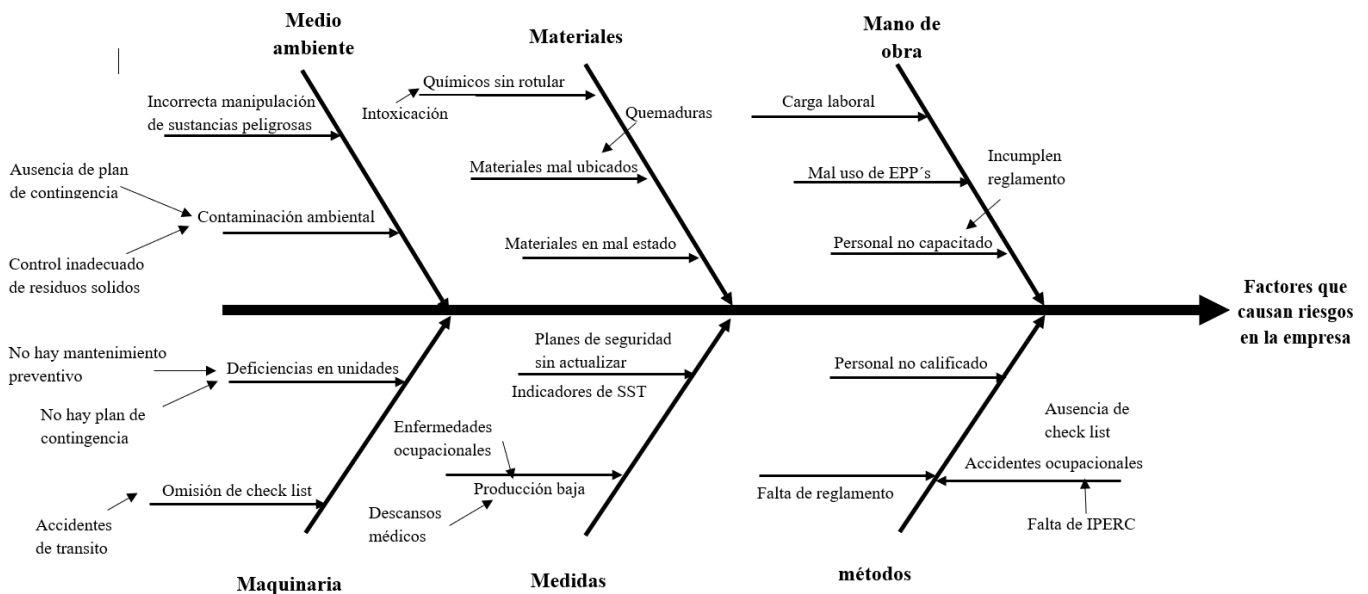 Medio
ambiente
Materiales
Mano de
obra
Incorrecta manipulación
de sustancias peligrosas
Químicos sin rotular
Intoxicación
Quemaduras
Carga laboral
Ausencia de plan
de contingencia
Materiales mal ubicados
Mal uso de EPP´s
Incumplen
reglamento
Contaminación ambiental
Materiales en mal estado
Personal no capacitado
Control inadecuado
de residuos solidos
Factores que
causan riesgos
en la empresa
No hay mantenimiento
preventivo
Deficiencias en unidades
No hay plan de
contingencia
Planes de seguridad
sin actualizar
Indicadores de SST
Personal no calificado
Ausencia de
check list
Enfermedades
ocupacionales
Omisión de check list
Producción baja
Falta de reglamento
Accidentes ocupacionales
Accidentes
de transito
Descansos
médicos
Falta de IPERC
Maquinaria
Medidas
métodos